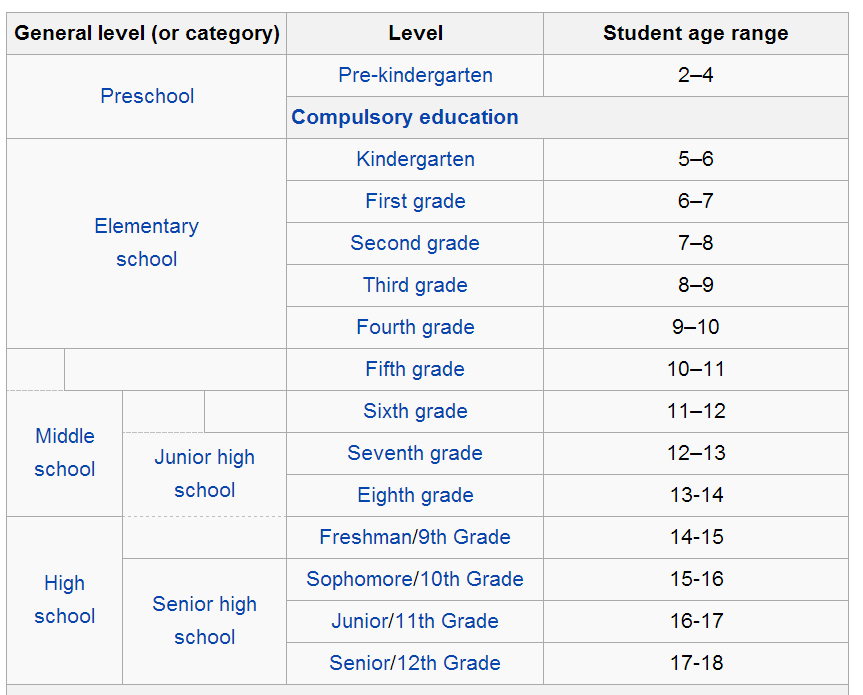 General level (or category) Level Student age range
Preschool
Pre-kindergarten 2–4
Compulsory education
Elementary
school
Kindergarten 5–6
First grade 6–7
Second grade 7–8
Third grade 8–9
Fourth grade 9–10
Fifth grade 10–11
Middle
school
Sixth grade 11–12
Junior high
school
Seventh grade 12–13
Eighth grade 13-14
High
school
Freshman/9th Grade 14-15
Senior high
school
Sophomore/10th Grade 15-16
Junior/11th Grade 16-17
Senior/12th Grade 17-18